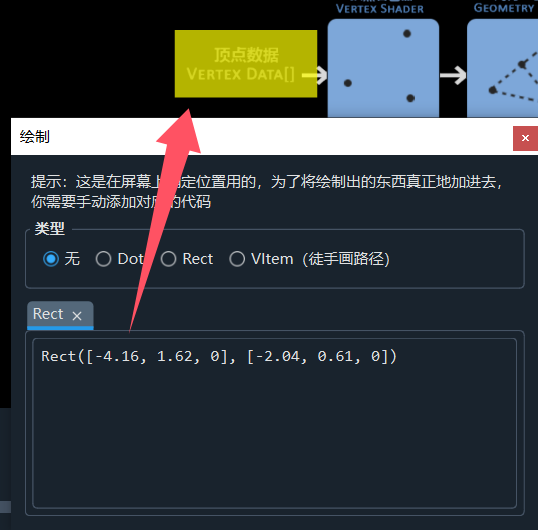 VERTEX SHADER
GEOMETRY
顶点数据
VERTEX DATA[]
绘制
提示：这是在屏幕上 定位置用的，为了将绘制出的东西真正地加进去，
你需要手动添加对 的代码
类型
无 Dot Rect VItem（徒手画路径）
Rect ×
Rect([-4.16, 1.62, 0], [-2.04, 0.61, 0])